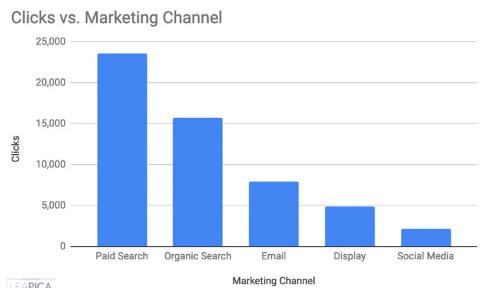 Clicks vs. Marketing Channel
25,000
20,000
15,000
10,000
5,000
0
Clicks
Paid Search Organic Search Email Display Social Media
Marketing Channel
LEAPICA